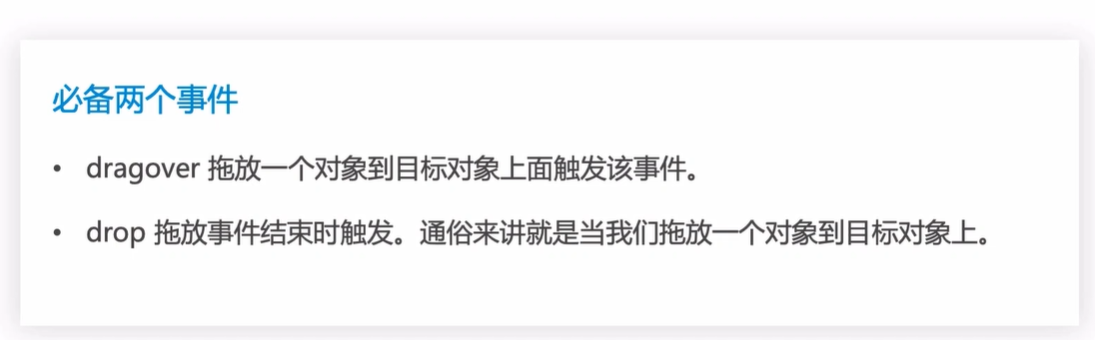 必备两个事件
• dragover 拖放一个对象到目标对象上面触发该事件。
• drop 拖放事件结束时触发。通俗来讲就是当我们拖放一个对象到目标对象上。